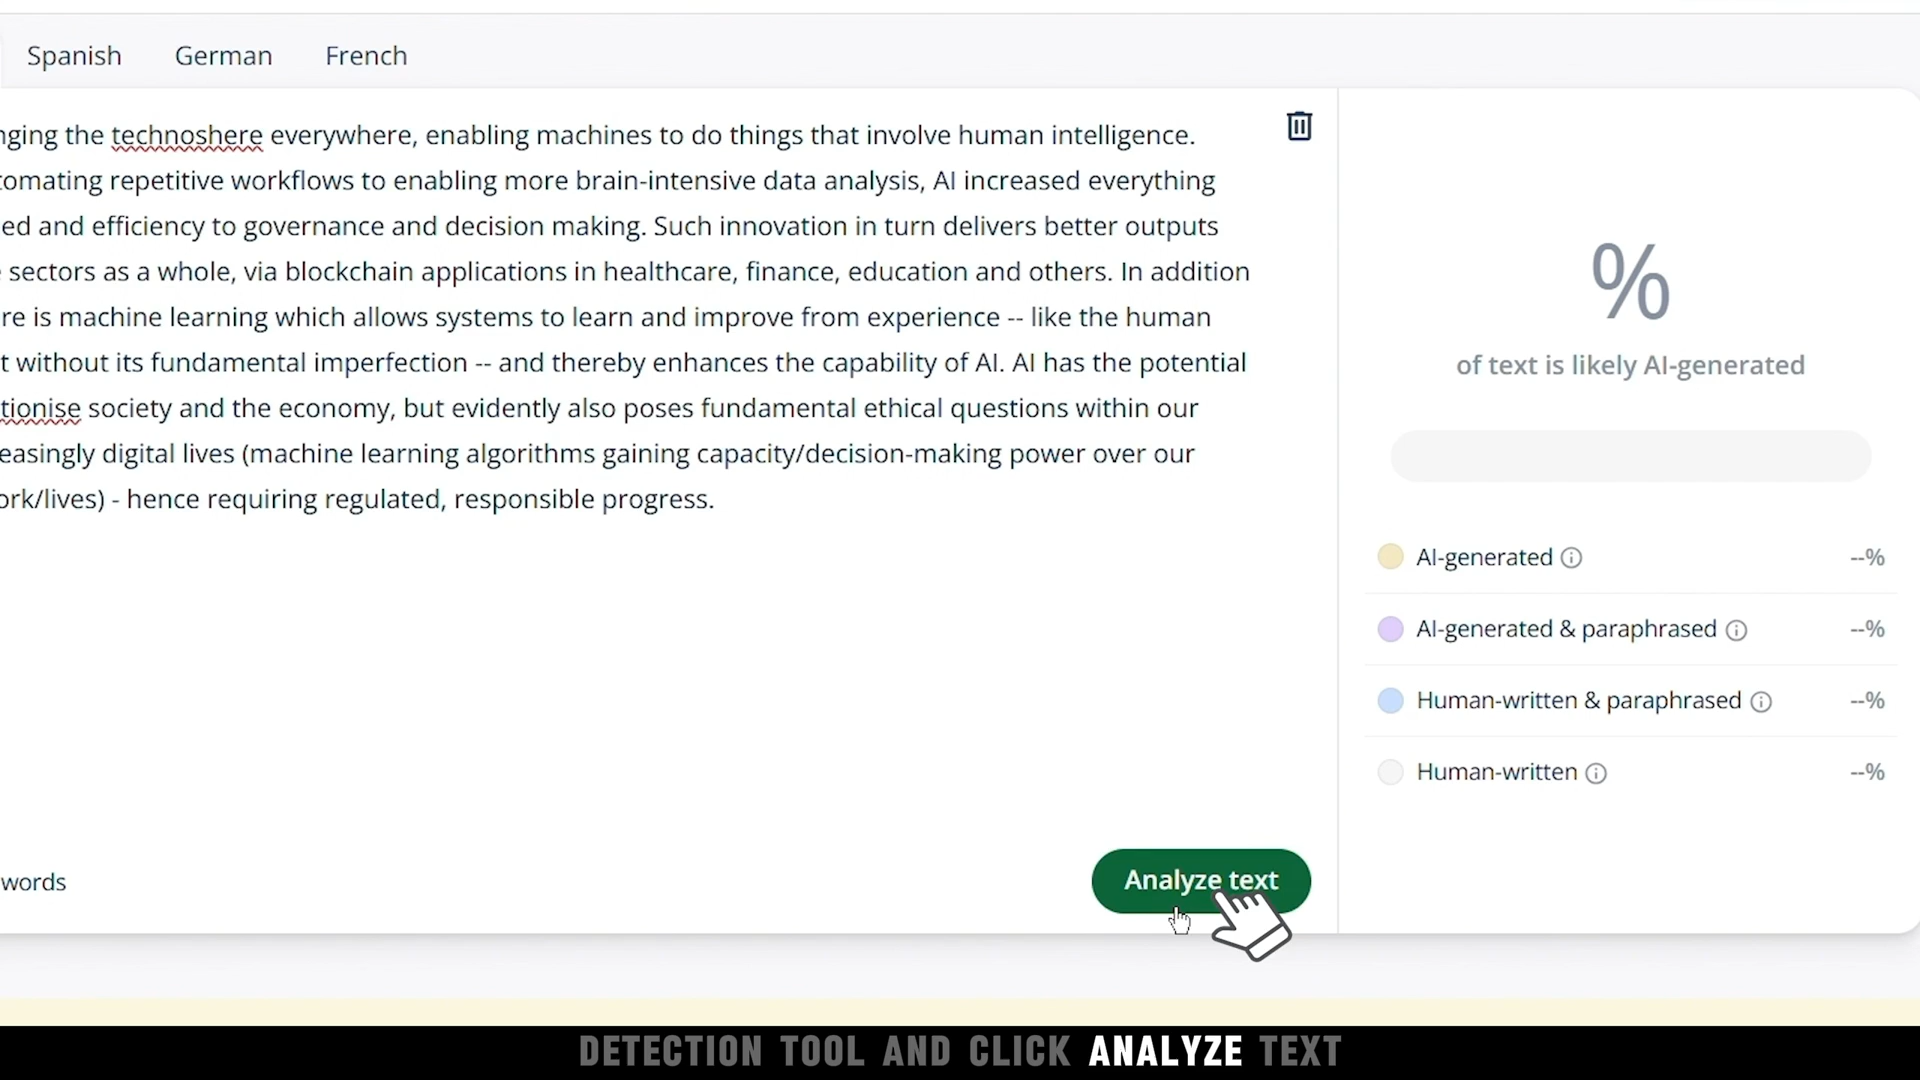 Spanish German French
nging the technoshere everywhere, enabling machines to do things that involve human intelligence.
tomating repetitive workflows to enabling more brain-intensive data analysis, AI increased everything
ed and efficiency to governance and decision making. Such innovation in turn delivers better outputs
sectors as a whole, via blockchain applications in healthcare, finance, education and others. In addition
re is machine learning which allows systems to learn and improve from experience -- like the human
t without its fundamental imperfection -- and thereby enhances the capability of AI. AI has the potential
tionise society and the economy, but evidently also poses fundamental ethical questions within our
easingly digital lives (machine learning algorithms gaining capacity/decision-making power over our
ork/lives) - hence requiring regulated, responsible progress.
words
Analyze text
%
of text is likely AI-generated
AI-generated --%
AI-generated & paraphrased --%
Human-written & paraphrased --%
Human-written --%
DETECTION TOOL AND CLICK ANALYZE TEXT